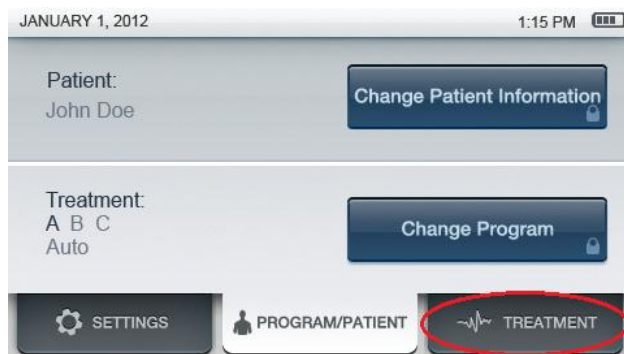 JANUARY 1, 2012 1:15 PM
Patient:
John Doe
Change Patient Information
Treatment:
A B C
Auto
Change Program
SETTINGS PROGRAM/PATIENT TREATMENT